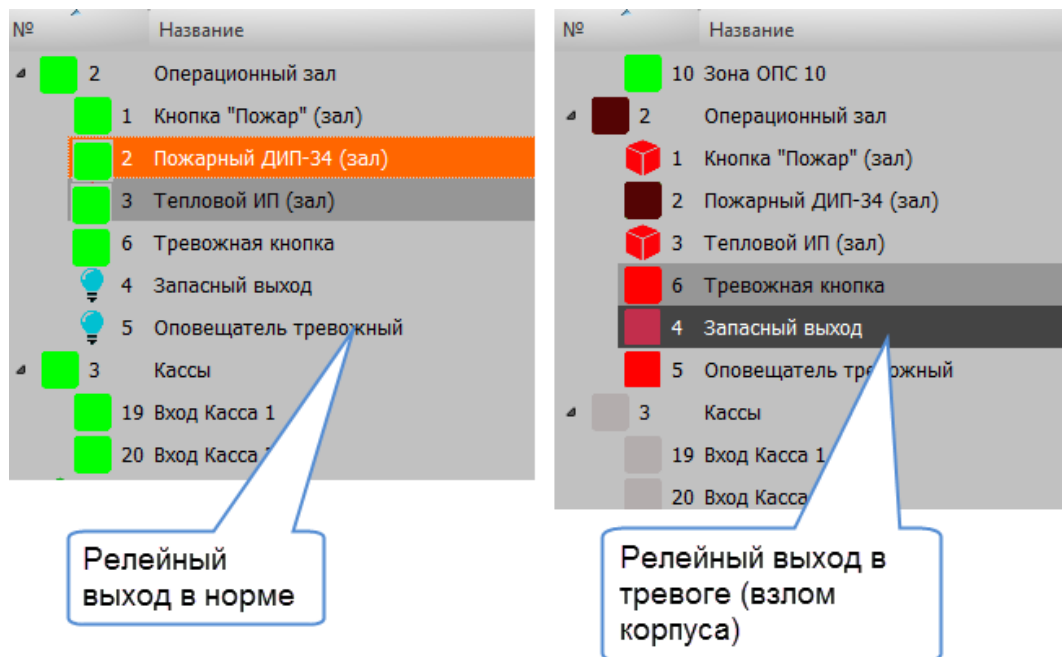 № Название
2 Операционный зал
1 Кнопка "Пожар" (зал)
2 Пожарный ДИП-34 (зал)
3 Тепловой ИП (зал)
6 Тревожная кнопка
4 Запасный выход
5 Оповещатель тревожный
3 Кассы
19 Вход Касса 1
20 Вход Касса
Релейный
выход в норме
№ Название
10 Зона ОПС 10
2 Операционный зал
1 Кнопка "Пожар" (зал)
2 Пожарный ДИП-34 (зал)
3 Тепловой ИП (зал)
6 Тревожная кнопка
4 Запасный выход
5 Оповещатель тревожный
3 Кассы
19 Вход Касса 1
20 Вход Касса
Релейный выход в
тревоге (взлом
корпуса)